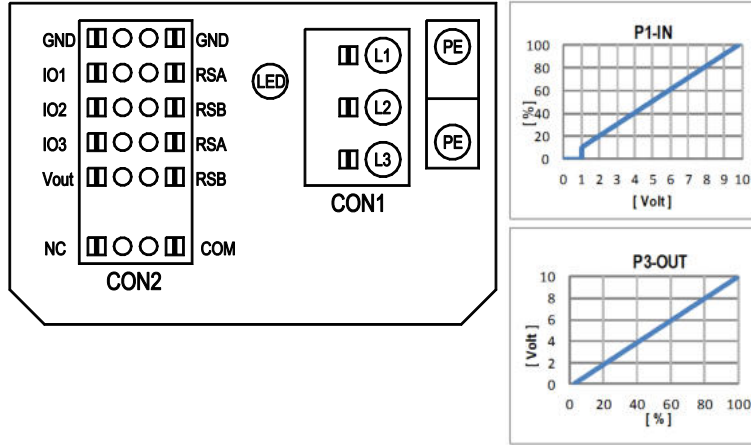 GND GND
IO1 RSA
IO2 RSB
IO3 RSA
Vout RSB
NC COM
CON2
LED
L1
L2
L3
CON1
PE
PE
P1-IN
[%]
100
80
60
40
20
0
0 1 2 3 4 5 6 7 8 9 10
[ Volt ]
P3-OUT
[ Volt ]
10
8
6
4
2
0
0 20 40 60 80 100
[ % ]